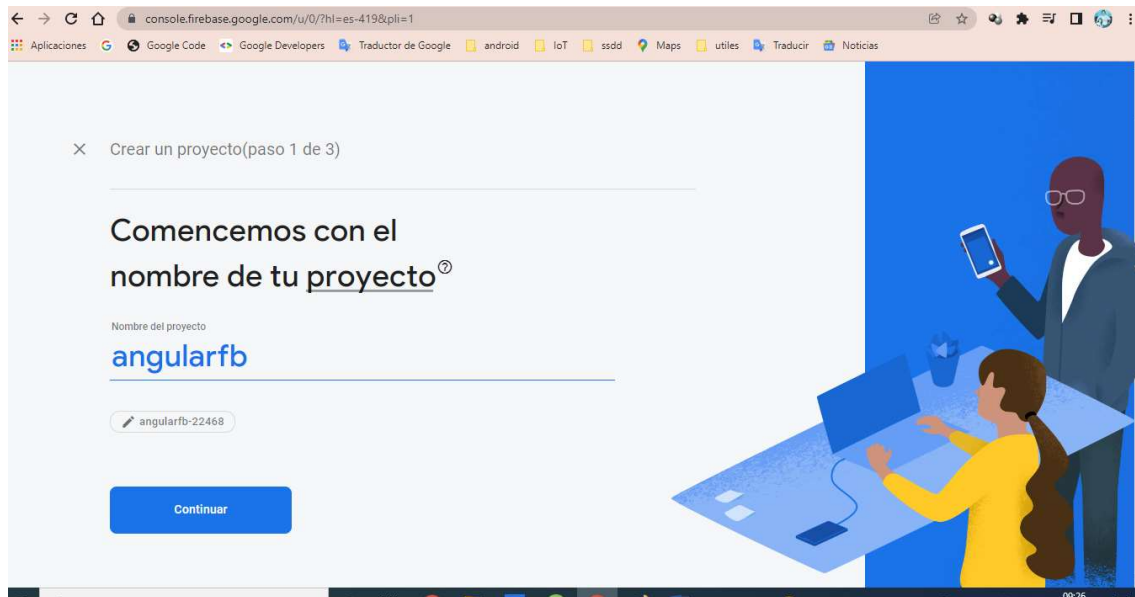 console.firebase.google.com/u/0/?hl=es-419&pli=1
Aplicaciones Google Code Google Developers Traductor de Google android IoT ssdd Maps utiles Traducir Noticias
Crear un proyecto(paso 1 de 3)
Comencemos con el
nombre de tu proyecto
Nombre del proyecto
angularfb
angularfb-22468
Continuar
09:26